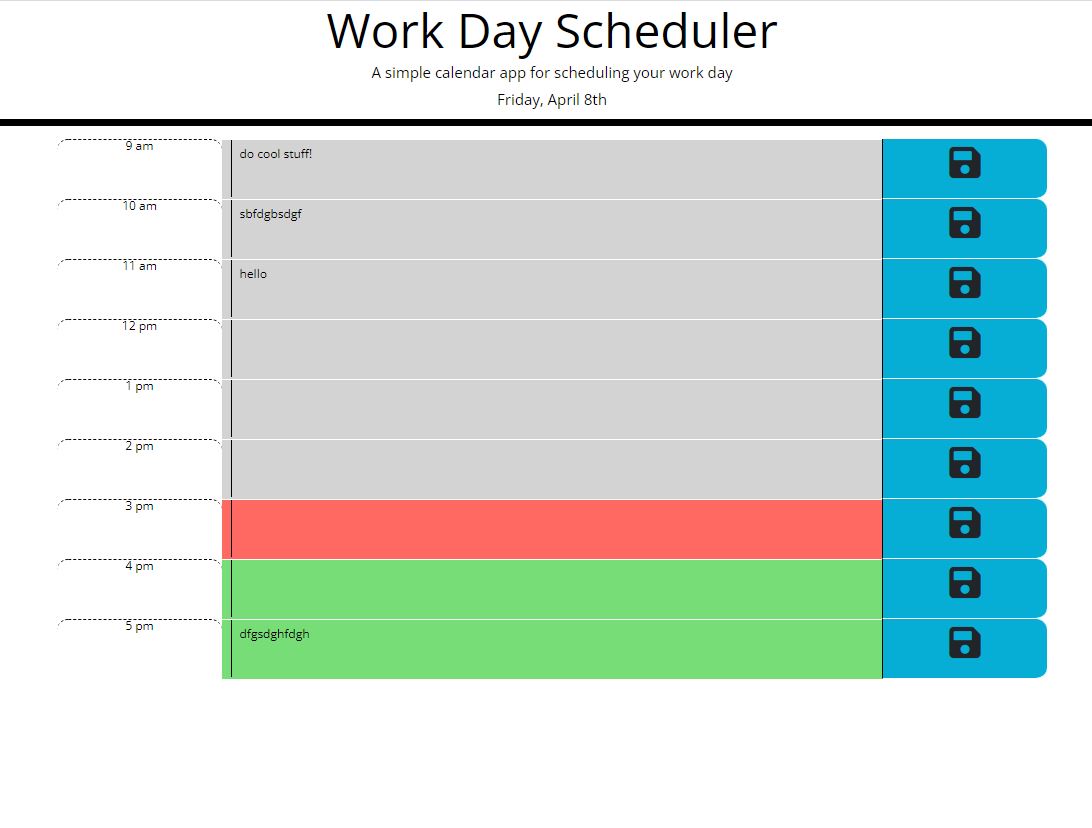 Work Day Scheduler
A simple calendar app for scheduling your work day
Friday, April 8th
9 am do cool stuff!
10 am sbfdgbsdgf
11 am hello
12 pm
1 pm
2 pm
3 pm
4 pm
5 pm dfgsdghfdgh